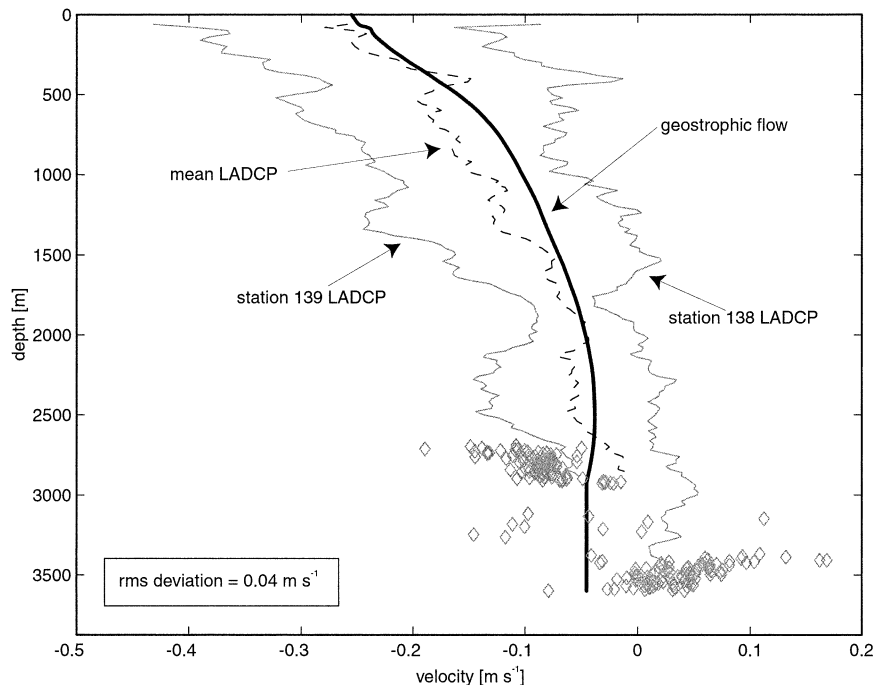 0
500
1000
1500
2000
2500
3000
3500
depth [m]
geostrophic flow
mean LADCP
station 139 LADCP
station 138 LADCP
rms deviation = 0.04 m s-1
-0.5
-0.4
-0.3
-0.2
-0.1
0
0.1
0.2
velocity [m s-1]